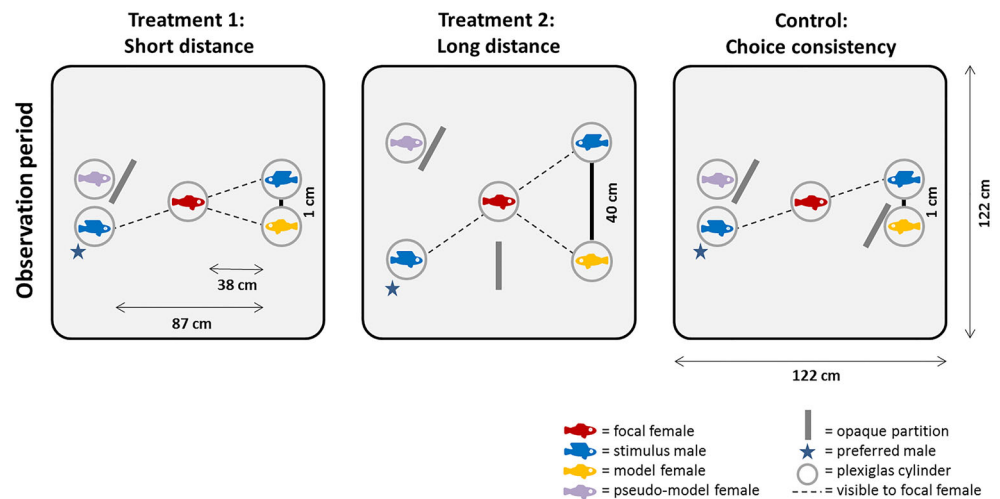 Treatment 1:
Short distance
Treatment 2:
Long distance
Control:
Choice consistency
Observation period
1 cm
38 cm
87 cm
40 cm
1 cm
122 cm
122 cm
= focal female
= stimulus male
= model female
= pseudo-model female
= opaque partition
= preferred male
= plexiglas cylinder
= visible to focal female